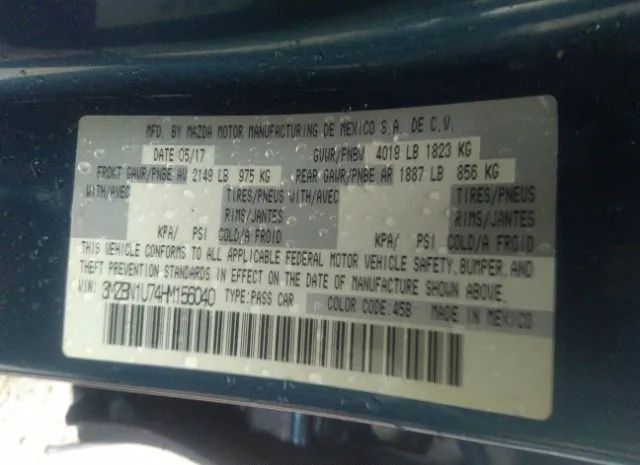 MFD. BY MAZDA MOTOR MANUFACTURING DE MEXICO S.A. DE C.V.
DATE 05/17 GVWR/PNBV 4019 LB 1823 KG
FRONT GAWR/PNBE AV 2149 LB 975 KG REAR GAWR/PNBE AR 1887 LB 856 KG
WITH/AVEC TIRES/PNEUS WITH/AVEC TIRES/PNEUS
RIMS/JANTES RIMS/JANTES
KPA/ PSI COLD/A FROID KPA/ PSI COLD/A FROID
THIS VEHICLE CONFORMS TO ALL APPLICABLE FEDERAL MOTOR VEHICLE SAFETY, BUMPER, AND
THEFT PREVENTION STANDARDS IN EFFECT ON THE DATE OF MANUFACTURE SHOWN ABOVE.
VIN: 3MZBN1U74HM156040 TYPE:PASS CAR COLOR CODE:45B MADE IN MEXICO